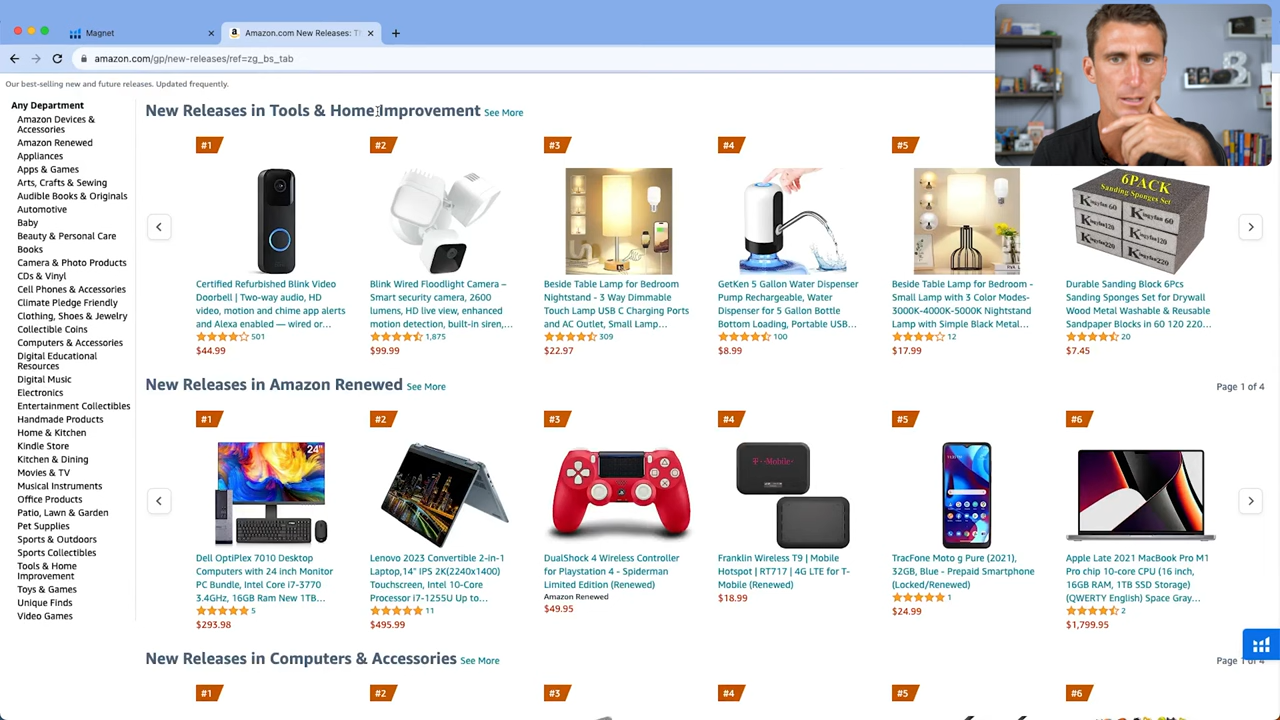 Magnet
Amazon.com New Releases: Th
amazon.com/gp/new-releases/ref=zg_bs_tab
Our best-selling new and future releases. Updated frequently.
Any Department
Amazon Devices &
Accessories
Amazon Renewed
Appliances
Apps & Games
Arts, Crafts & Sewing
Audible Books & Originals
Automotive
Baby
Beauty & Personal Care
Books
Camera & Photo Products
CDs & Vinyl
Cell Phones & Accessories
Climate Pledge Friendly
Clothing, Shoes & Jewelry
Collectible Coins
Computers & Accessories
Digital Educational
Resources
Digital Music
Electronics
Entertainment Collectibles
Handmade Products
Home & Kitchen
Kindle Store
Kitchen & Dining
Movies & TV
Musical Instruments
Office Products
Patio, Lawn & Garden
Pet Supplies
Sports & Outdoors
Sports Collectibles
Tools & Home
Improvement
Toys & Games
Unique Finds
Video Games
New Releases in Tools & Home Improvement See More
#1
Certified Refurbished Blink Video
Doorbell | Two-way audio, HD
video, motion and chime app alerts
and Alexa enabled — wired or...
501
$44.99
#2
Blink Wired Floodlight Camera –
Smart security camera, 2600
lumens, HD live view, enhanced
motion detection, built-in siren,...
1,875
$99.99
#3
Beside Table Lamp for Bedroom
Nightstand - 3 Way Dimmable
Touch Lamp USB C Charging Ports
and AC Outlet, Small Lamp...
309
$22.97
#4
GetKen 5 Gallon Water Dispenser
Pump Rechargeable, Water
Dispenser for 5 Gallon Bottle
Bottom Loading, Portable USB...
100
$8.99
#5
Beside Table Lamp for Bedroom -
Small Lamp with 3 Color Modes-
3000K-4000K-5000K Nightstand
Lamp with Simple Black Metal...
12
$17.99
6PACK
Sanding Sponges Set
Kingyfun 60
Kingyfun 60
Kingyfun120
Kingyfun120
Kingyfun220
Kingyfun220
Durable Sanding Block 6Pcs
Sanding Sponges Set for Drywall
Wood Metal Washable & Reusable
Sandpaper Blocks in 60 120 220...
20
$7.45
New Releases in Amazon Renewed See More
Page 1 of 4
#1
24"
Dell OptiPlex 7010 Desktop
Computers with 24 inch Monitor
PC Bundle, Intel Core i7-3770
3.4GHz, 16GB Ram New 1TB...
5
$293.98
#2
Lenovo 2023 Convertible 2-in-1
Laptop,14" IPS 2K(2240x1400)
Touchscreen, Intel 10-Core
Processor i7-1255U Up to...
11
$495.99
#3
DualShock 4 Wireless Controller
for Playstation 4 - Spiderman
Limited Edition (Renewed)
Amazon Renewed
$49.95
#4
T-Mobile
Franklin Wireless T9 | Mobile
Hotspot | RT717 | 4G LTE for T-
Mobile (Renewed)
$18.99
#5
TracFone Moto g Pure (2021),
32GB, Blue - Prepaid Smartphone
(Locked/Renewed)
1
$24.99
#6
Apple Late 2021 MacBook Pro M1
Pro chip 10-core CPU (16 inch,
16GB RAM, 1TB SSD Storage)
(QWERTY English) Space Gray...
2
$1,799.95
New Releases in Computers & Accessories See More
Page 1 of 4
#1
#2
#3
#4
#5
#6